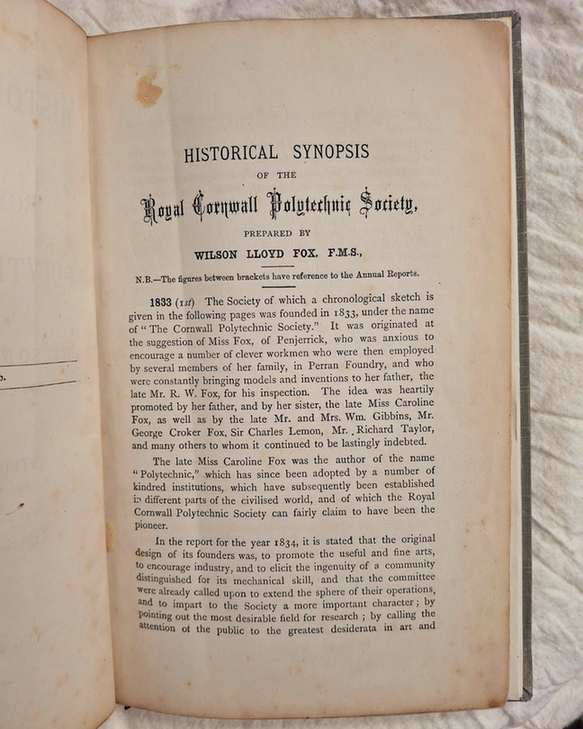 HISTORICAL SYNOPSIS
OF THE
Royal Cornwall Polytechnic Society,
PREPARED BY
WILSON LLOYD FOX, F.M.S.,
N.B.—The figures between brackets have reference to the Annual Reports.
1833 (1st) The Society of which a chronological sketch is
given in the following pages was founded in 1833, under the name
of "The Cornwall Polytechnic Society." It was originated at
the suggestion of Miss Fox, of Penjerrick, who was anxious to
encourage a number of clever workmen who were then employed
by several members of her family, in Perran Foundry, and who
were constantly bringing models and inventions to her father, the
late Mr. R. W. Fox, for his inspection. The idea was heartily
promoted by her father, and by her sister, the late Miss Caroline
Fox, as well as by the late Mr. and Mrs. Wm. Gibbins, Mr.
George Croker Fox, Sir Charles Lemon, Mr. Richard Taylor,
and many others to whom it continued to be lastingly indebted.
The late Miss Caroline Fox was the author of the name
"Polytechnic," which has since been adopted by a number of
kindred institutions, which have subsequently been established
in different parts of the civilised world, and of which the Royal
Cornwall Polytechnic Society can fairly claim to have been the
pioneer.
In the report for the year 1834, it is stated that the original
design of its founders was, to promote the useful and fine arts,
to encourage industry, and to elicit the ingenuity of a community
distinguished for its mechanical skill, and that the committee
were already called upon to extend the sphere of their operations,
and to impart to the Society a more important character; by
pointing out the most desirable field for research; by calling the
attention of the public to the greatest desiderata in art and